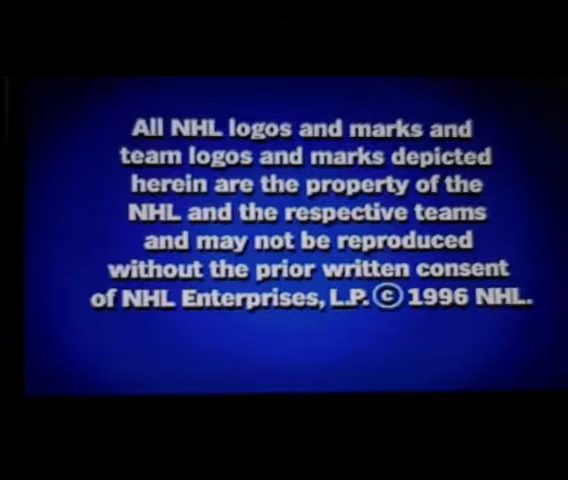 All NHL logos and marks and
team logos and marks depicted
herein are the property of the
NHL and the respective teams
and may not be reproduced
without the prior written consent
of NHL Enterprises, L.P. © 1996 NHL.